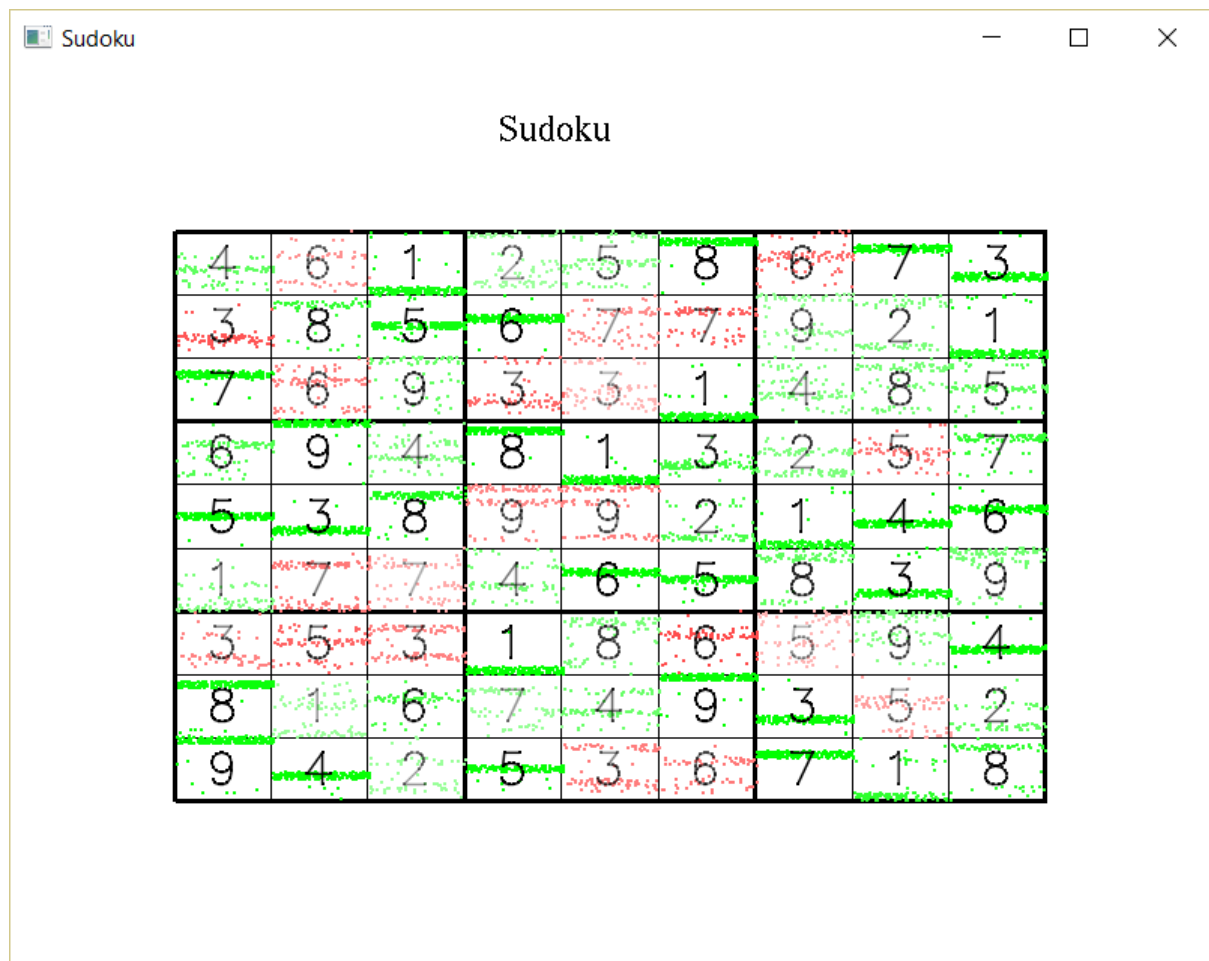 Sudoku
Sudoku
4 6 1 2 5 8 6 7 3
3 8 5 6 7 7 9 2 1
7 6 9 3 3 1 4 8 5
6 9 4 8 1 3 2 5 7
5 3 8 9 9 2 1 4 6
1 7 7 4 6 5 8 3 9
3 5 3 1 8 6 5 9 4
8 1 6 7 4 9 3 5 2
9 4 2 5 3 6 7 1 8